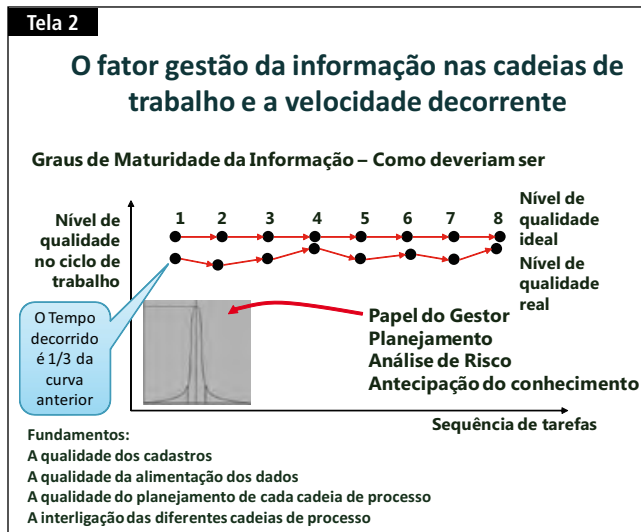 Tela 2
O fator gestão da informação nas cadeias de
trabalho e a velocidade decorrente
Graus de Maturidade da Informação – Como deveriam ser
Nível de
qualidade
no ciclo de
trabalho
1 2 3 4 5 6 7 8
Nível de
qualidade
ideal
Nível de
qualidade
real
O Tempo
decorrido
é 1/3 da
curva
anterior
Papel do Gestor
Planejamento
Análise de Risco
Antecipação do conhecimento
Sequência de tarefas
Fundamentos:
A qualidade dos cadastros
A qualidade da alimentação dos dados
A qualidade do planejamento de cada cadeia de processo
A interligação das diferentes cadeias de processo